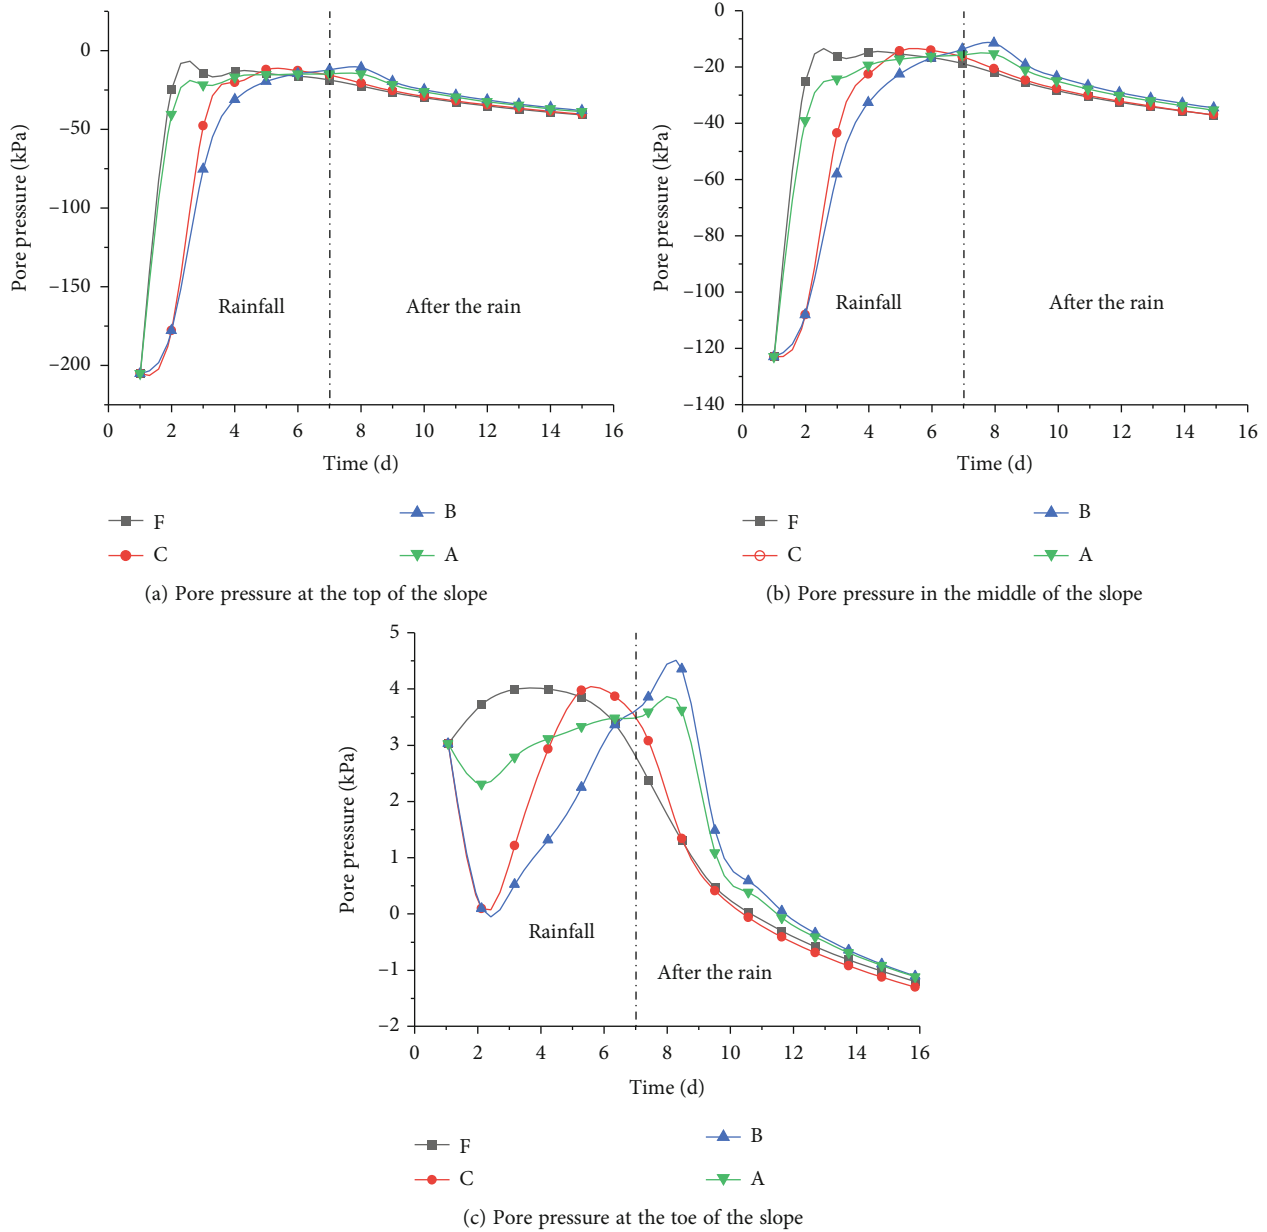 0
−50
−100
−150
−200
Pore pressure (kPa)
Rainfall
After the rain
0 2 4 6 8 10 12 14 16
Time (d)
F
B
C
A
(a) Pore pressure at the top of the slope
0
−20
−40
−60
−80
−100
−120
−140
Pore pressure (kPa)
Rainfall
After the rain
0 2 4 6 8 10 12 14 16
Time (d)
F
B
C
A
(b) Pore pressure in the middle of the slope
5
4
3
2
1
0
−1
−2
Pore pressure (kPa)
Rainfall
After the rain
0 2 4 6 8 10 12 14 16
Time (d)
F
B
C
A
(c) Pore pressure at the toe of the slope